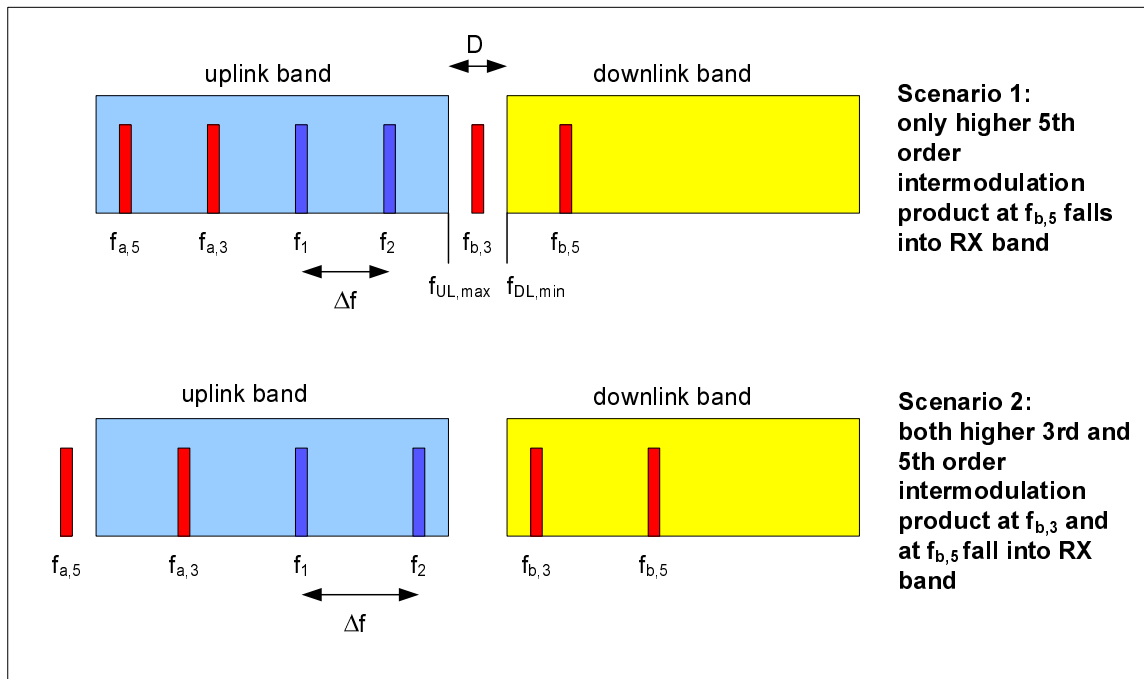 D
uplink band
downlink band
f_a,5
f_a,3
f_1
f_2
f_b,3
f_b,5
f_UL,max
f_DL,min
Δf
Scenario 1:
only higher 5th
order
intermodulation
product at f_b,5 falls
into RX band
uplink band
downlink band
f_a,5
f_a,3
f_1
f_2
f_b,3
f_b,5
Δf
Scenario 2:
both higher 3rd and
5th order
intermodulation
product at f_b,3 and
at f_b,5 fall into RX
band